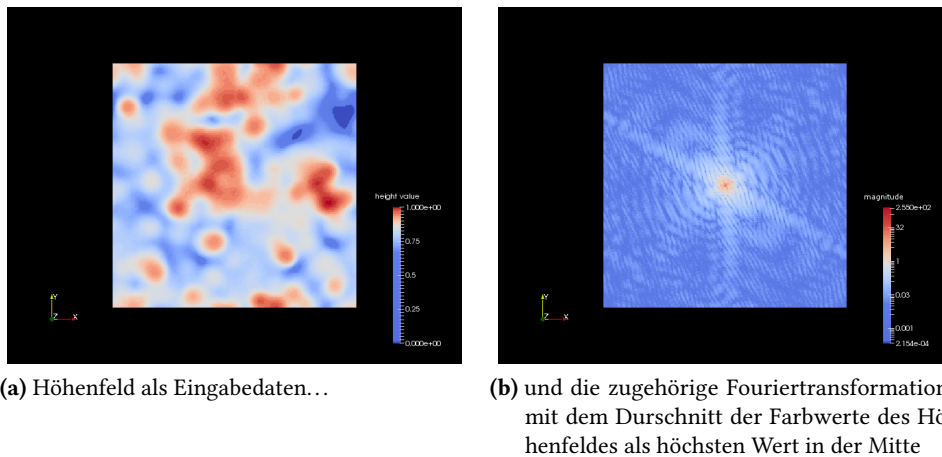 height value
1.000e+00
0.75
0.5
0.25
0.000e+00
Y
Z X
magnitude
2.550e+02
32
1
0.03
0.001
2.154e-04
Y
Z X
(a) Höhenfeld als Eingabedaten...
(b) und die zugehörige Fouriertransformation
mit dem Durschnitt der Farbwerte des Hö
henfeldes als höchsten Wert in der Mitte